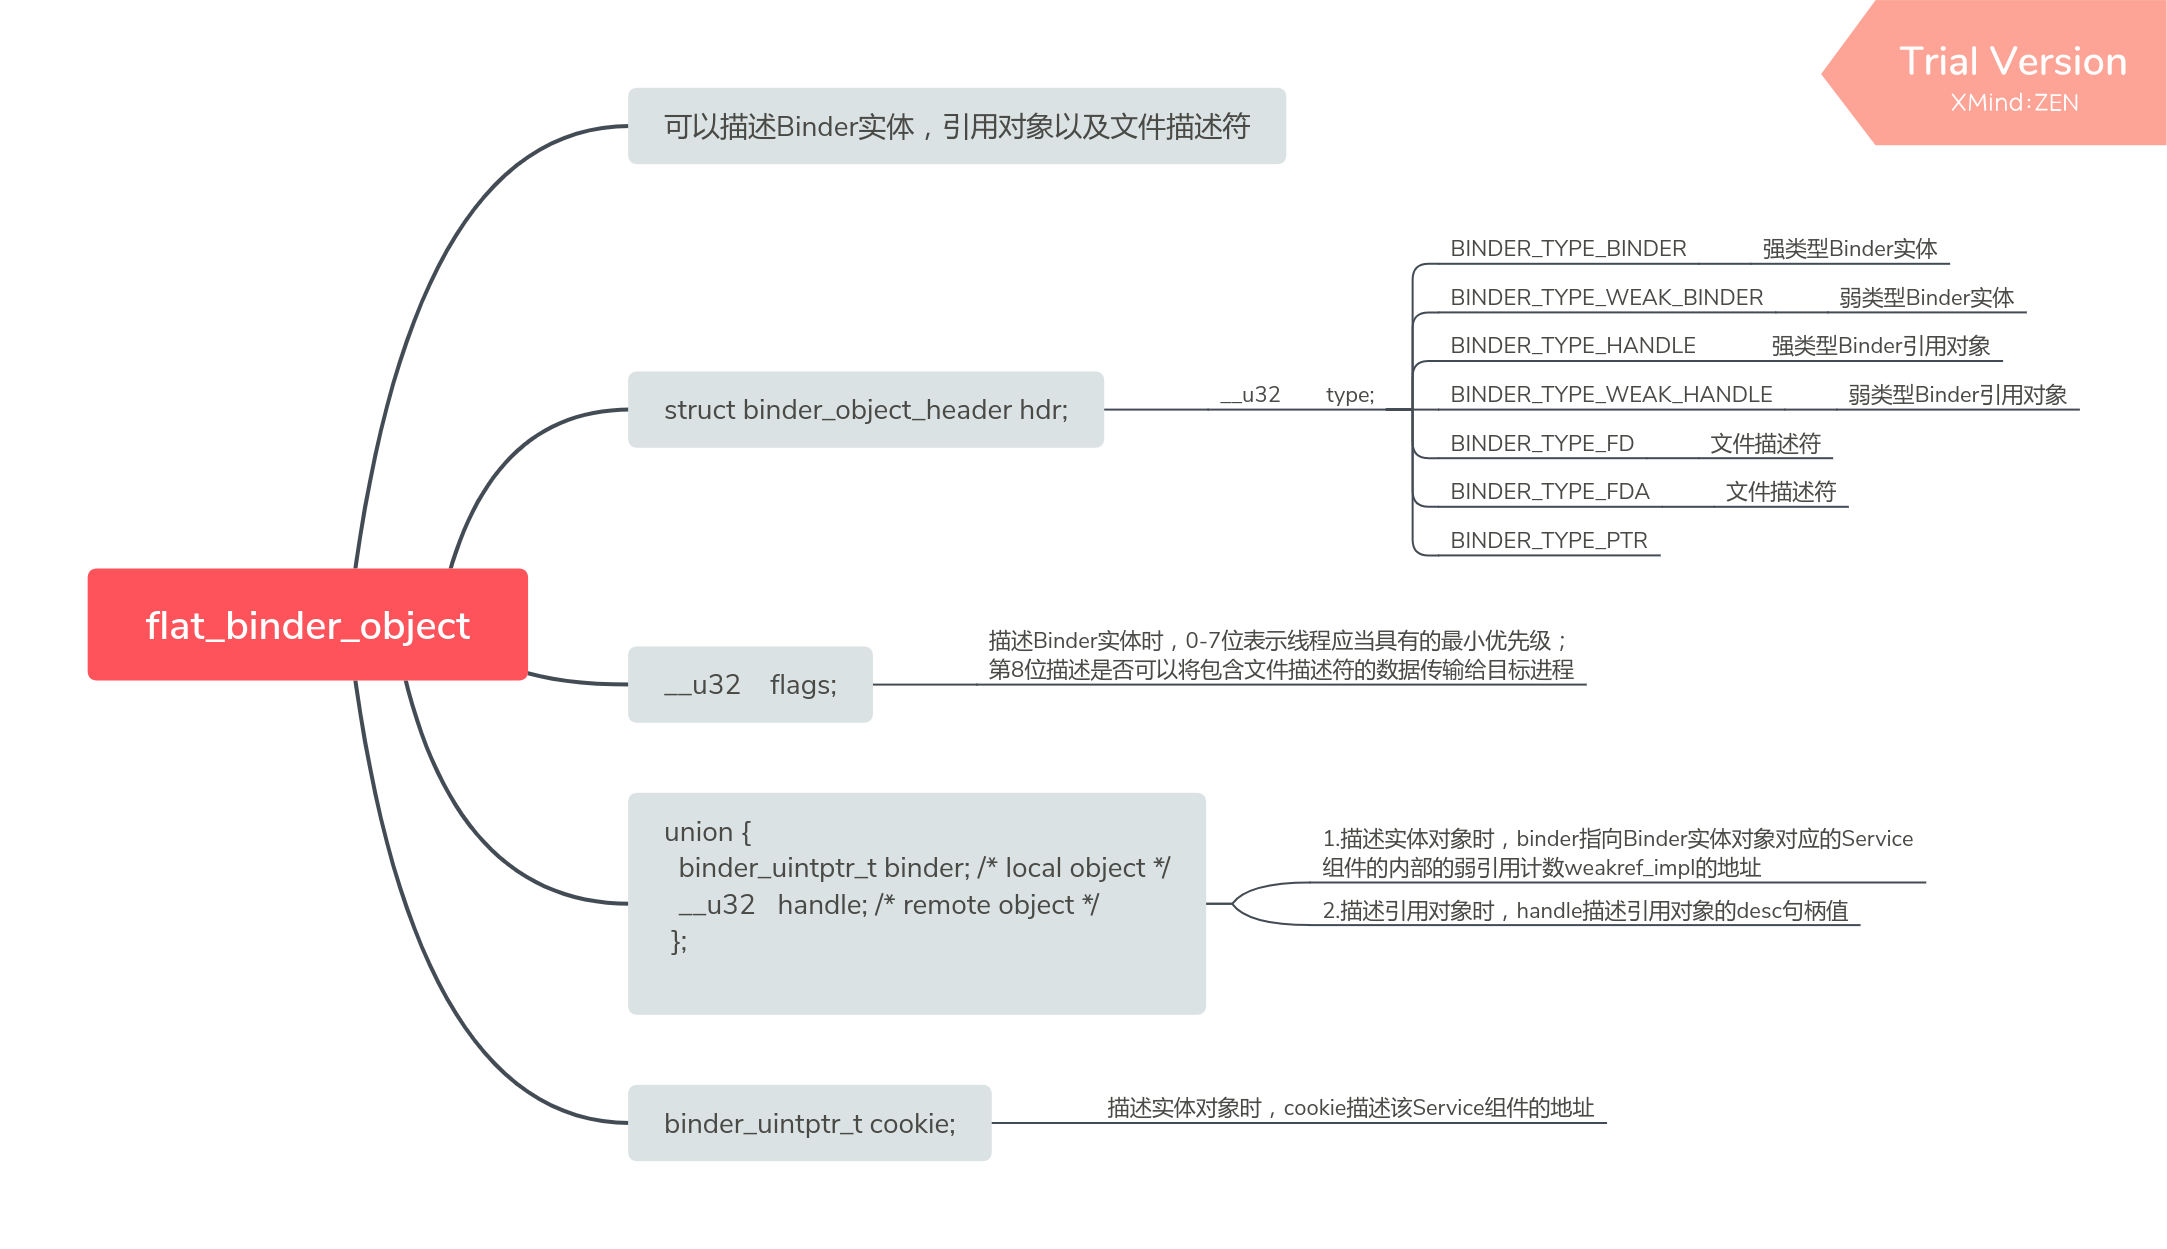 Trial Version
XMind:ZEN
可以描述Binder实体，引用对象以及文件描述符
BINDER_TYPE_BINDER 强类型Binder实体
BINDER_TYPE_WEAK_BINDER 弱类型Binder实体
BINDER_TYPE_HANDLE 强类型Binder引用对象
struct binder_object_header hdr; __u32 type; BINDER_TYPE_WEAK_HANDLE 弱类型Binder引用对象
BINDER_TYPE_FD 文件描述符
BINDER_TYPE_FDA 文件描述符
BINDER_TYPE_PTR
flat_binder_object
描述Binder实体时，0-7位表示线程应当具有的最小优先级；
第8位描述是否可以将包含文件描述符的数据传输给目标进程
__u32 flags;
union {
binder_uintptr_t binder; /* local object */
__u32 handle; /* remote object */
};
1.描述实体对象时，binder指向Binder实体对象对应的Service
组件的内部的弱引用计数weakref_impl的地址
2.描述引用对象时，handle描述引用对象的desc句柄值
binder_uintptr_t cookie;
描述实体对象时，cookie描述该Service组件的地址